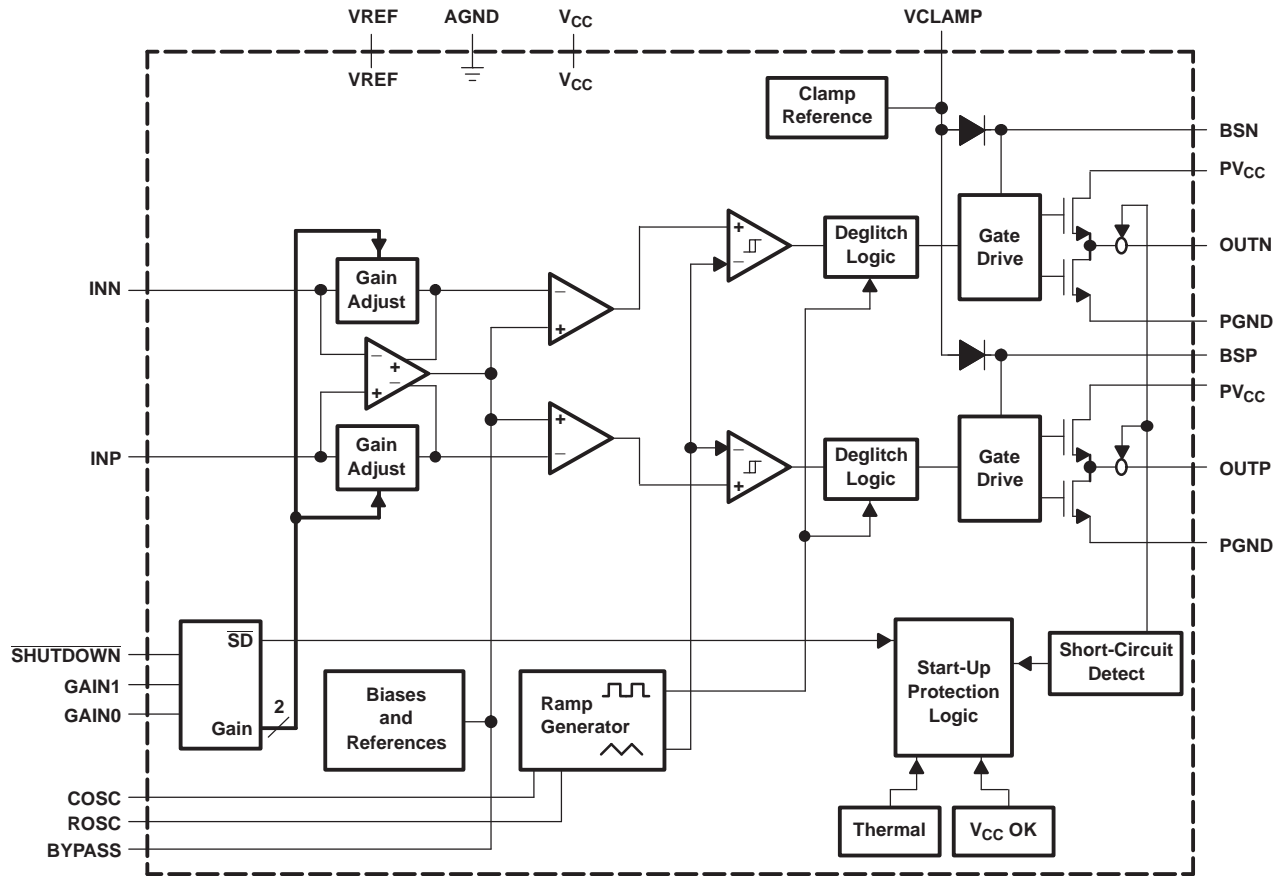 VREF
AGND
VCC
VCLAMP
VREF
VCC
Clamp
Reference
BSN
PVCC
Gain
Adjust
INN
+
−
Deglitch
Logic
Gate
Drive
OUTN
−
+
PGND
−
+
−
+
BSP
PVCC
INP
Gain
Adjust
+
−
−
+
Deglitch
Logic
Gate
Drive
OUTP
PGND
SHUTDOWN
GAIN1
GAIN0
SD
2
Gain
Biases
and
References
Ramp
Generator
Start-Up
Protection
Logic
Short-Circuit
Detect
COSC
ROSC
BYPASS
Thermal
VCC OK